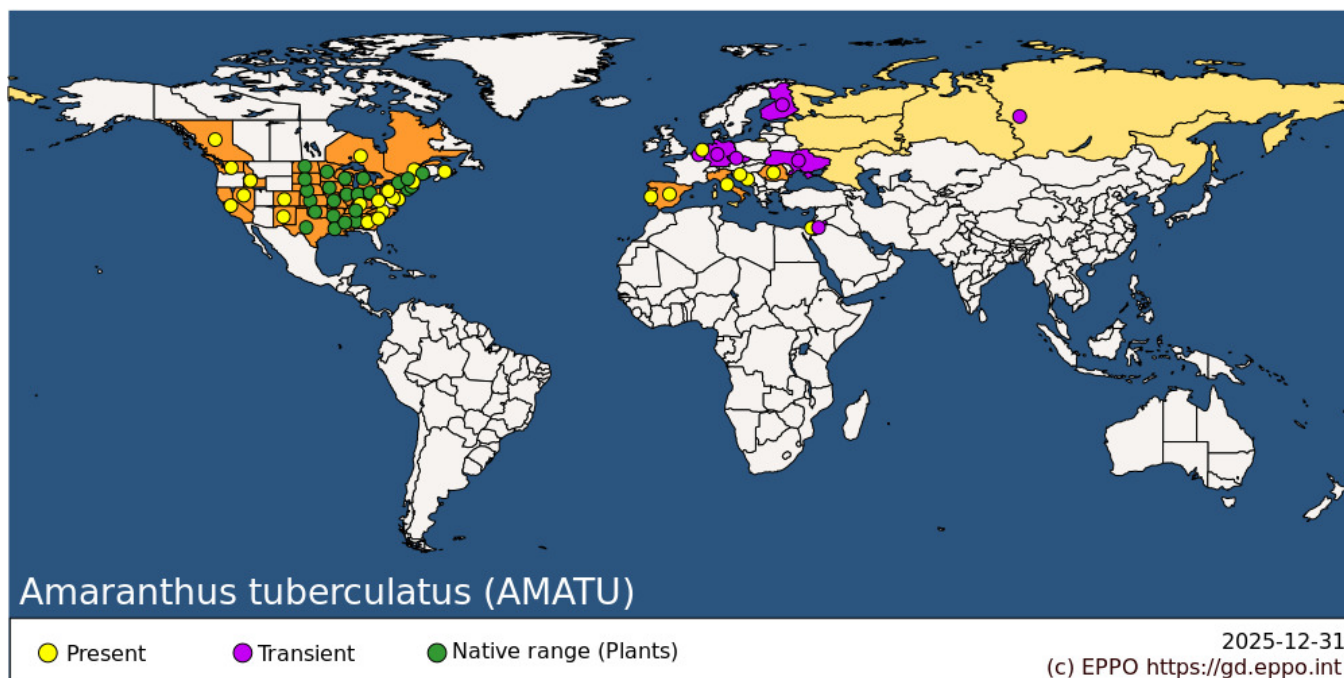 Amaranthus tuberculatus (AMATU)
Present
Transient
Native range (Plants)
2025-12-31
(c) EPPO https://gd.eppo.int